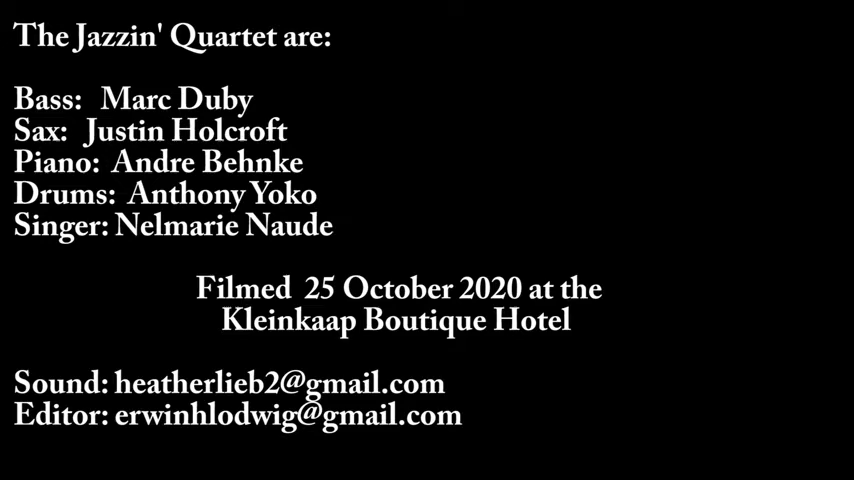 The Jazzin' Quartet are:
Bass: Marc Duby
Sax: Justin Holcroft
Piano: Andre Behnke
Drums: Anthony Yoko
Singer: Nelmarie Naude
Filmed 25 October 2020 at the
Kleinkaap Boutique Hotel
Sound: heatherlieb2@gmail.com
Editor: erwinhlodwig@gmail.com